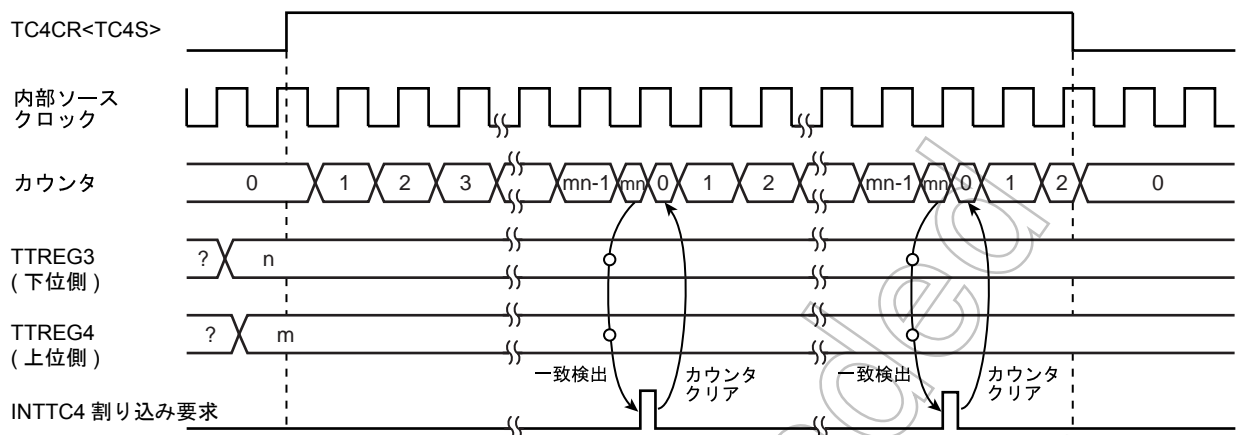 TC4CR<TC4S>
内部ソース
クロック
カウンタ
0 1 2 3 mn-1 mn 0 1 2 mn-1 mn 0 1 2 0
TTREG3
( 下位側 )
? n
TTREG4
( 上位側 )
? m
一致検出
カウンタ
クリア
一致検出
カウンタ
クリア
INTTC4 割り込み要求